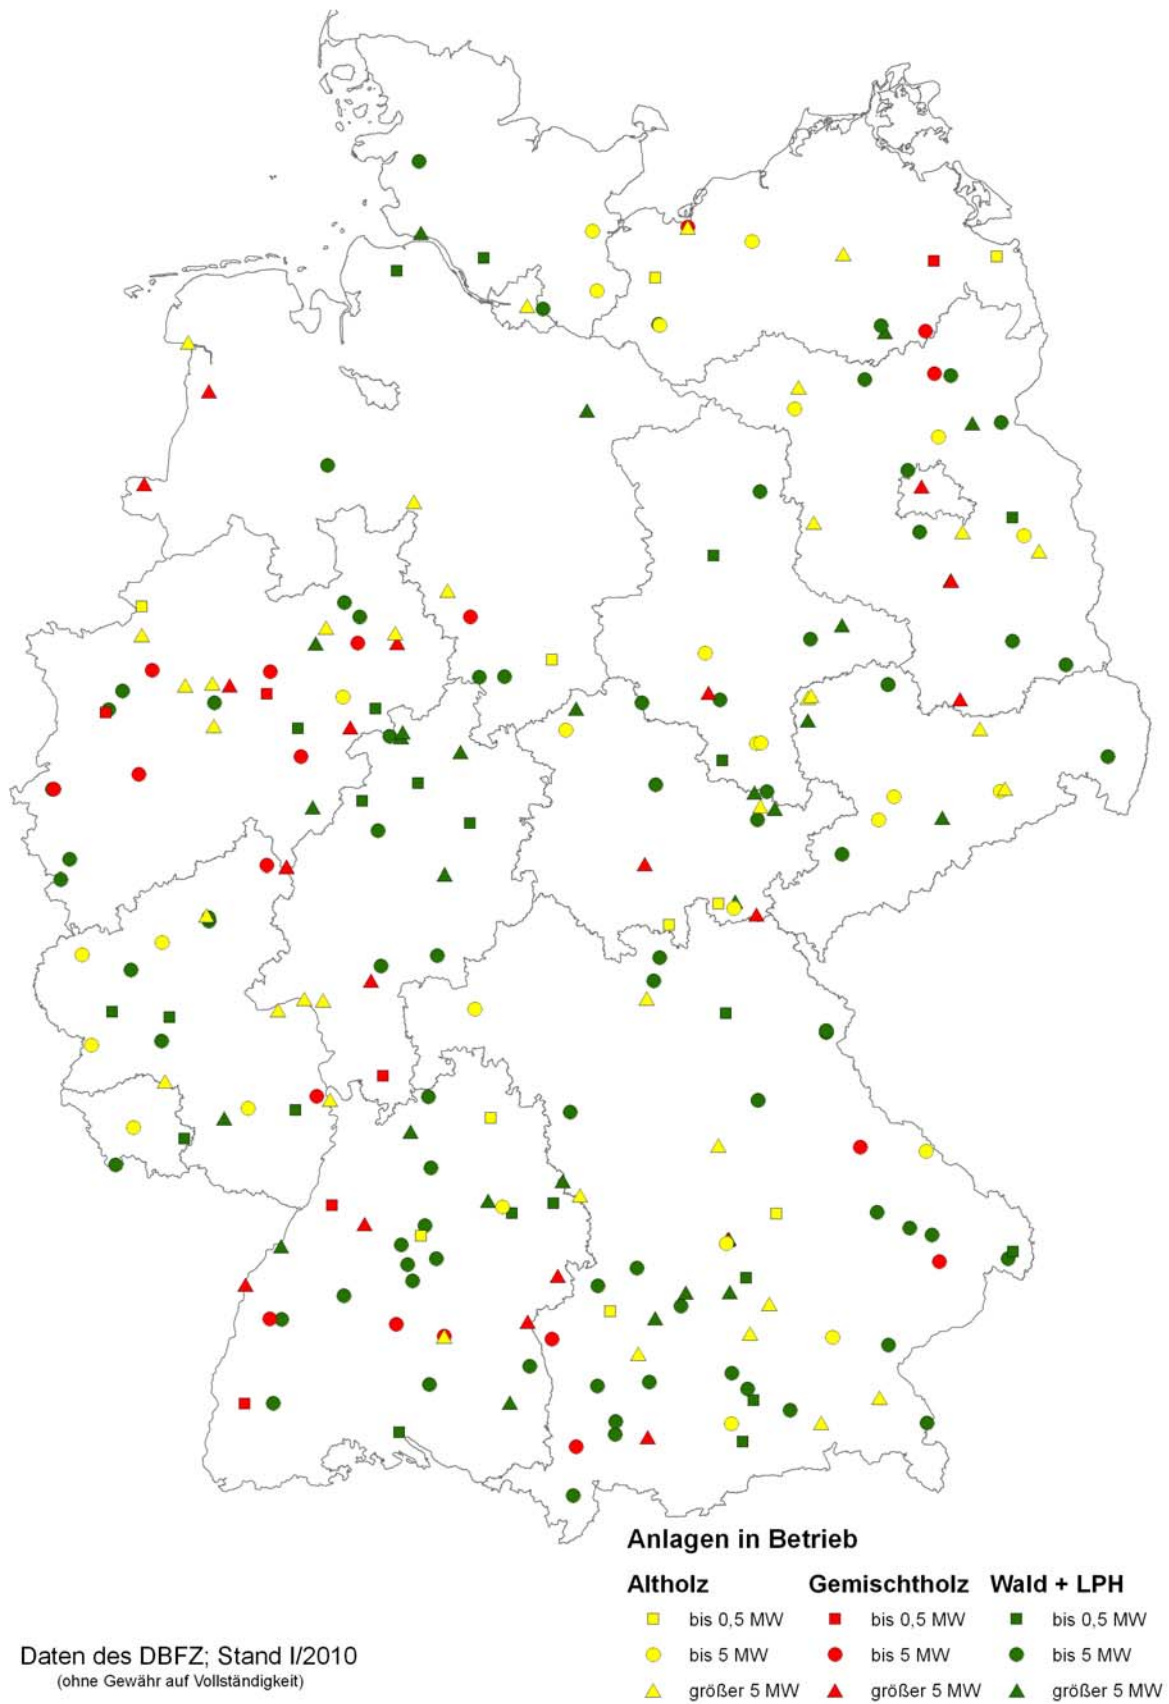 Anlagen in Betrieb
Altholz Gemischtholz Wald + LPH
bis 0,5 MW bis 0,5 MW bis 0,5 MW
bis 5 MW bis 5 MW bis 5 MW
größer 5 MW größer 5 MW größer 5 MW
Daten des DBFZ; Stand I/2010
(ohne Gewähr auf Vollständigkeit)